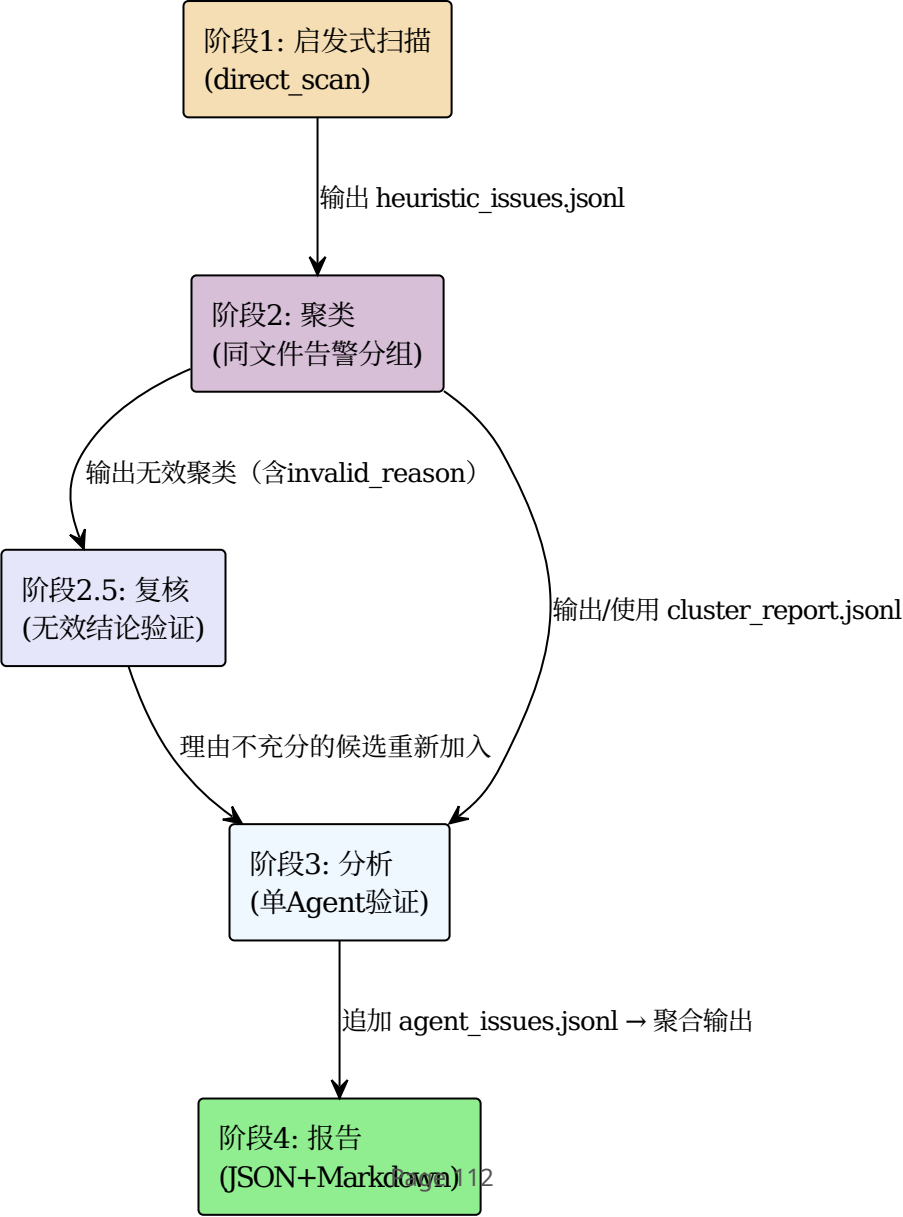 阶段1: 启发式扫描
(direct_scan)
输出 heuristic_issues.jsonl
阶段2: 聚类
(同文件告警分组)
输出无效聚类（含invalid_reason）
阶段2.5: 复核
(无效结论验证)
输出/使用 cluster_report.jsonl
理由不充分的候选重新加入
阶段3: 分析
(单Agent验证)
追加 agent_issues.jsonl → 聚合输出
阶段4: 报告
(JSON+Markdown)
Page 112